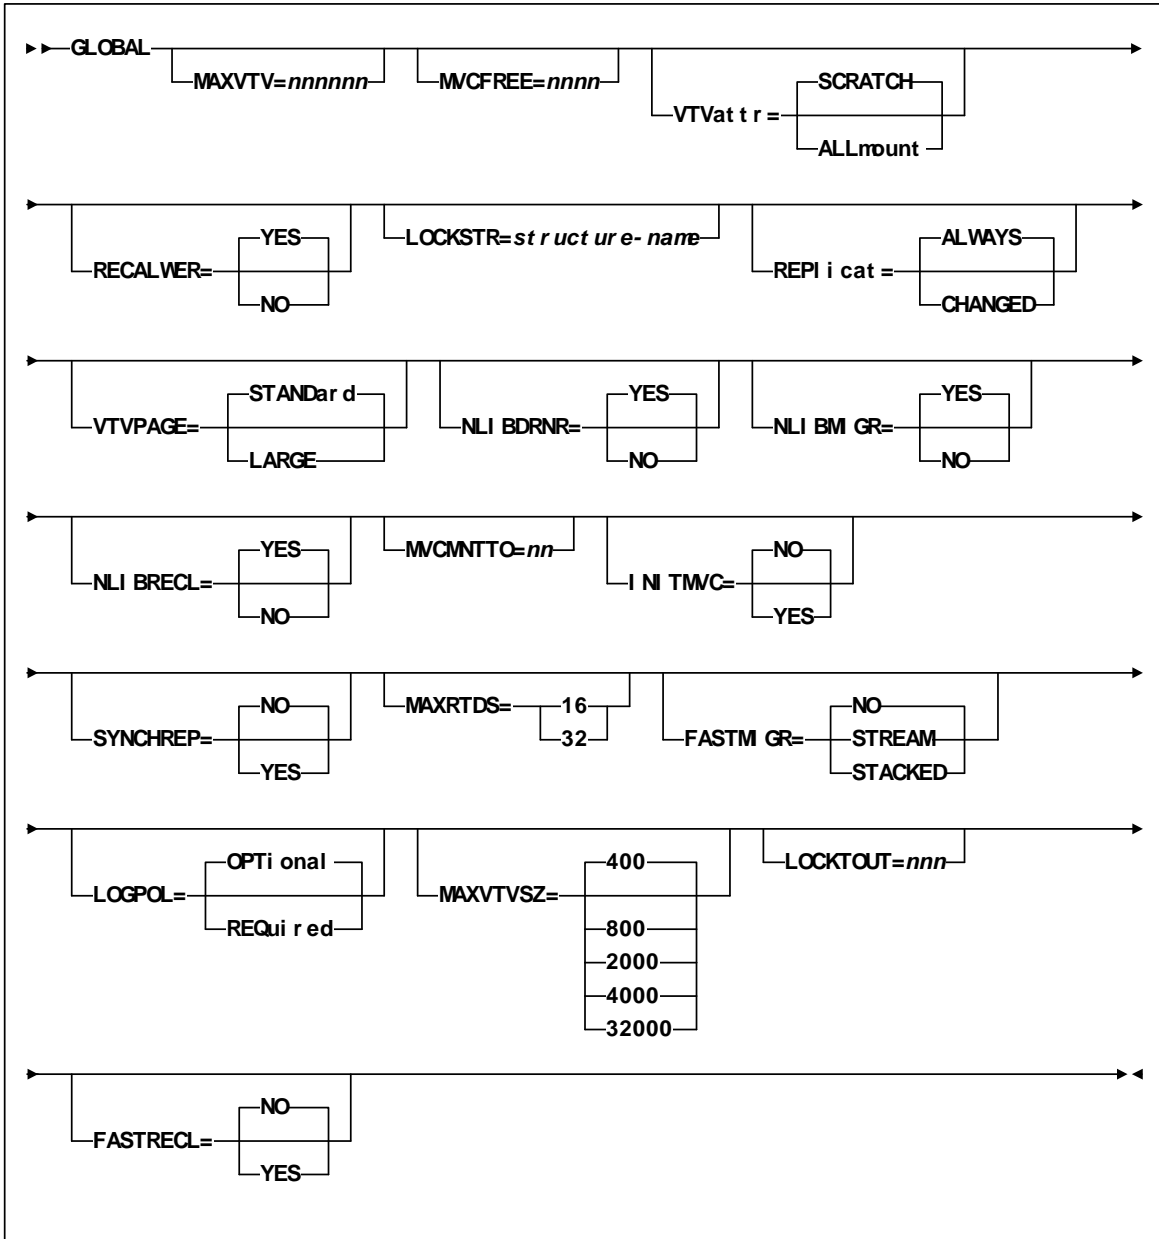 GLOBAL
MAXVTV=nnnnnn
MVCFREE=nnnn
VTVattr=
SCRATCH
ALLmount
RECALWER=
YES
NO
LOCKSTR=structure-name
REPlicat=
ALWAYS
CHANGED
VTVPAGE=
STANDard
LARGE
NLIBDRNR=
YES
NO
NLIBMIGR=
YES
NO
NLIBRECL=
YES
NO
MVCMNTTO=nn
INITMVC=
NO
YES
SYNCHREP=
NO
YES
MAXRTDS=
16
32
FASTMIGR=
NO
STREAM
STACKED
LOGPOL=
OPTional
REQuired
MAXVTVSZ=
400
800
2000
4000
32000
LOCKTOUT=nnn
FASTRECL=
NO
YES